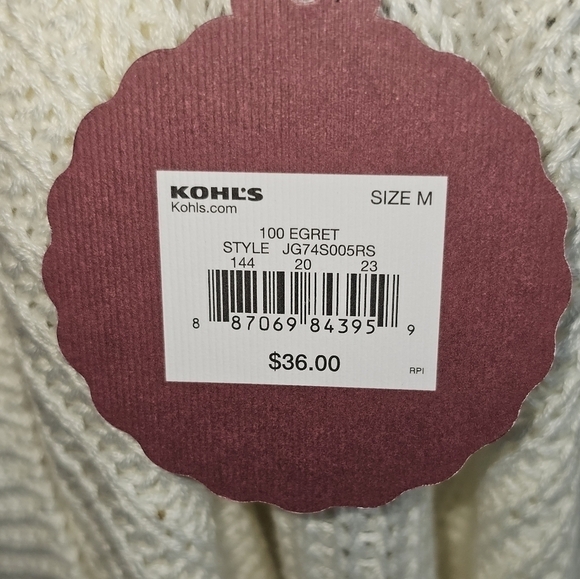 KOHL'S SIZE M
Kohls.com
100 EGRET
STYLE JG74S005RS
144 20 23
8 87069 84395 9
$36.00
RPI